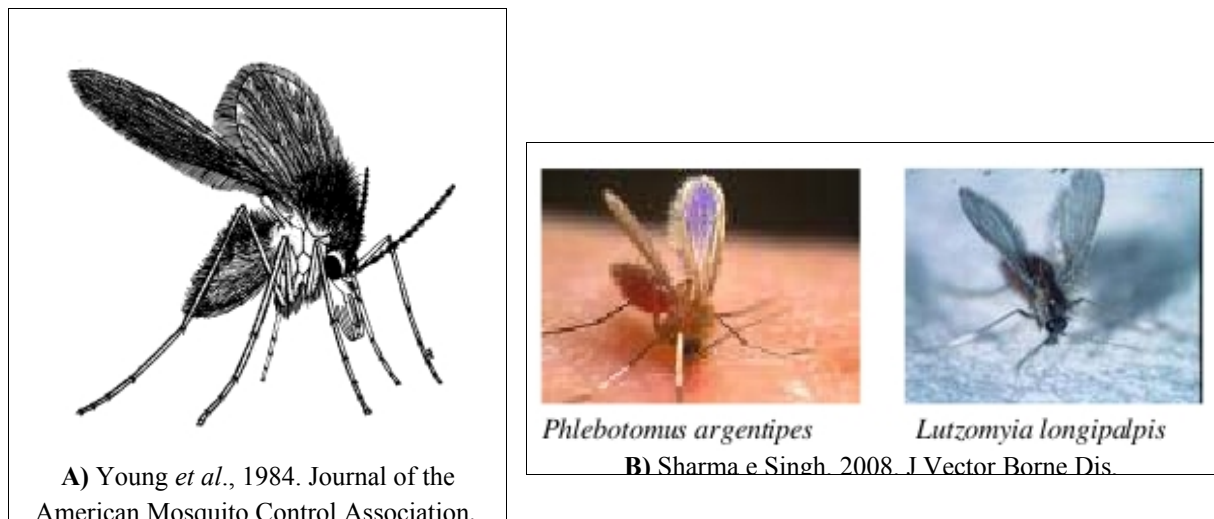 Phlebotomus argentipes
Lutzomyia longipalpis
A) Young et al., 1984. Journal of the
American Mosquito Control Association.
B) Sharma e Singh, 2008. J Vector Borne Dis.